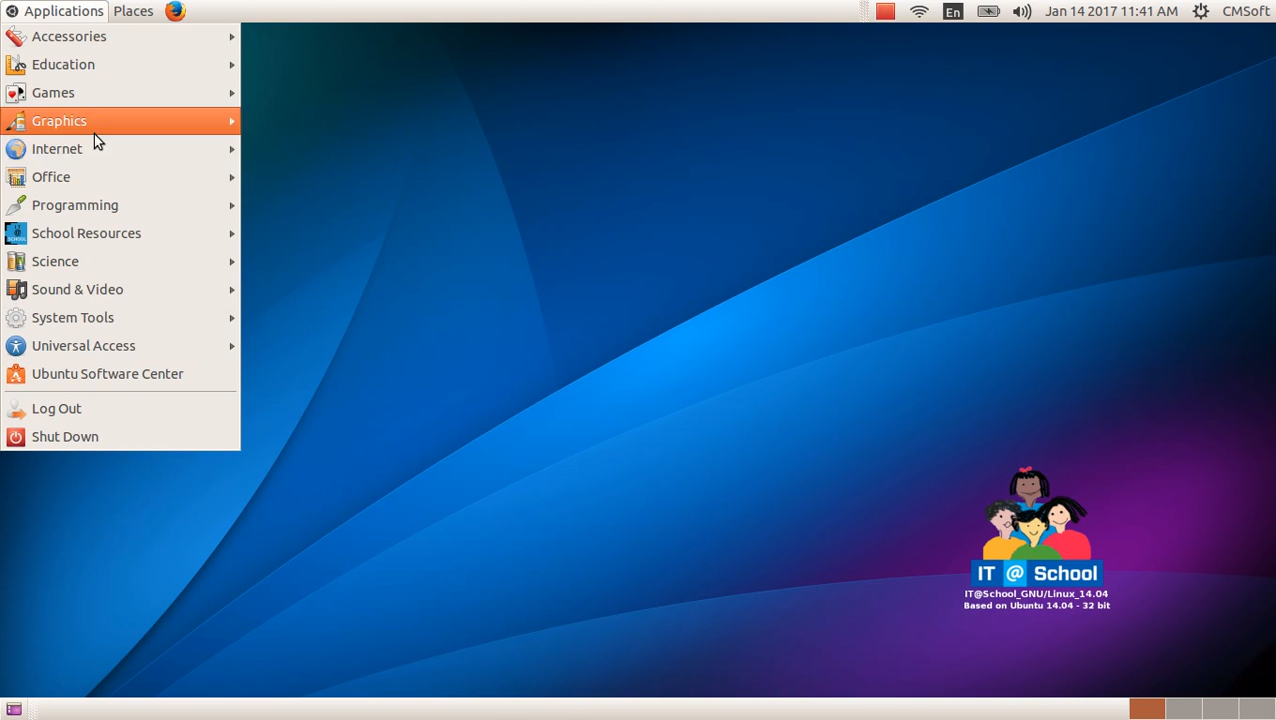 Applications Places En Jan 14 2017 11:41 AM CMSoft
Accessories
Education
Games
Graphics
Internet
Office
Programming
School Resources
Science
Sound & Video
System Tools
Universal Access
Ubuntu Software Center
Log Out
Shut Down
IT @ School
IT@School_GNU/Linux_14.04
Based on Ubuntu 14.04 - 32 bit